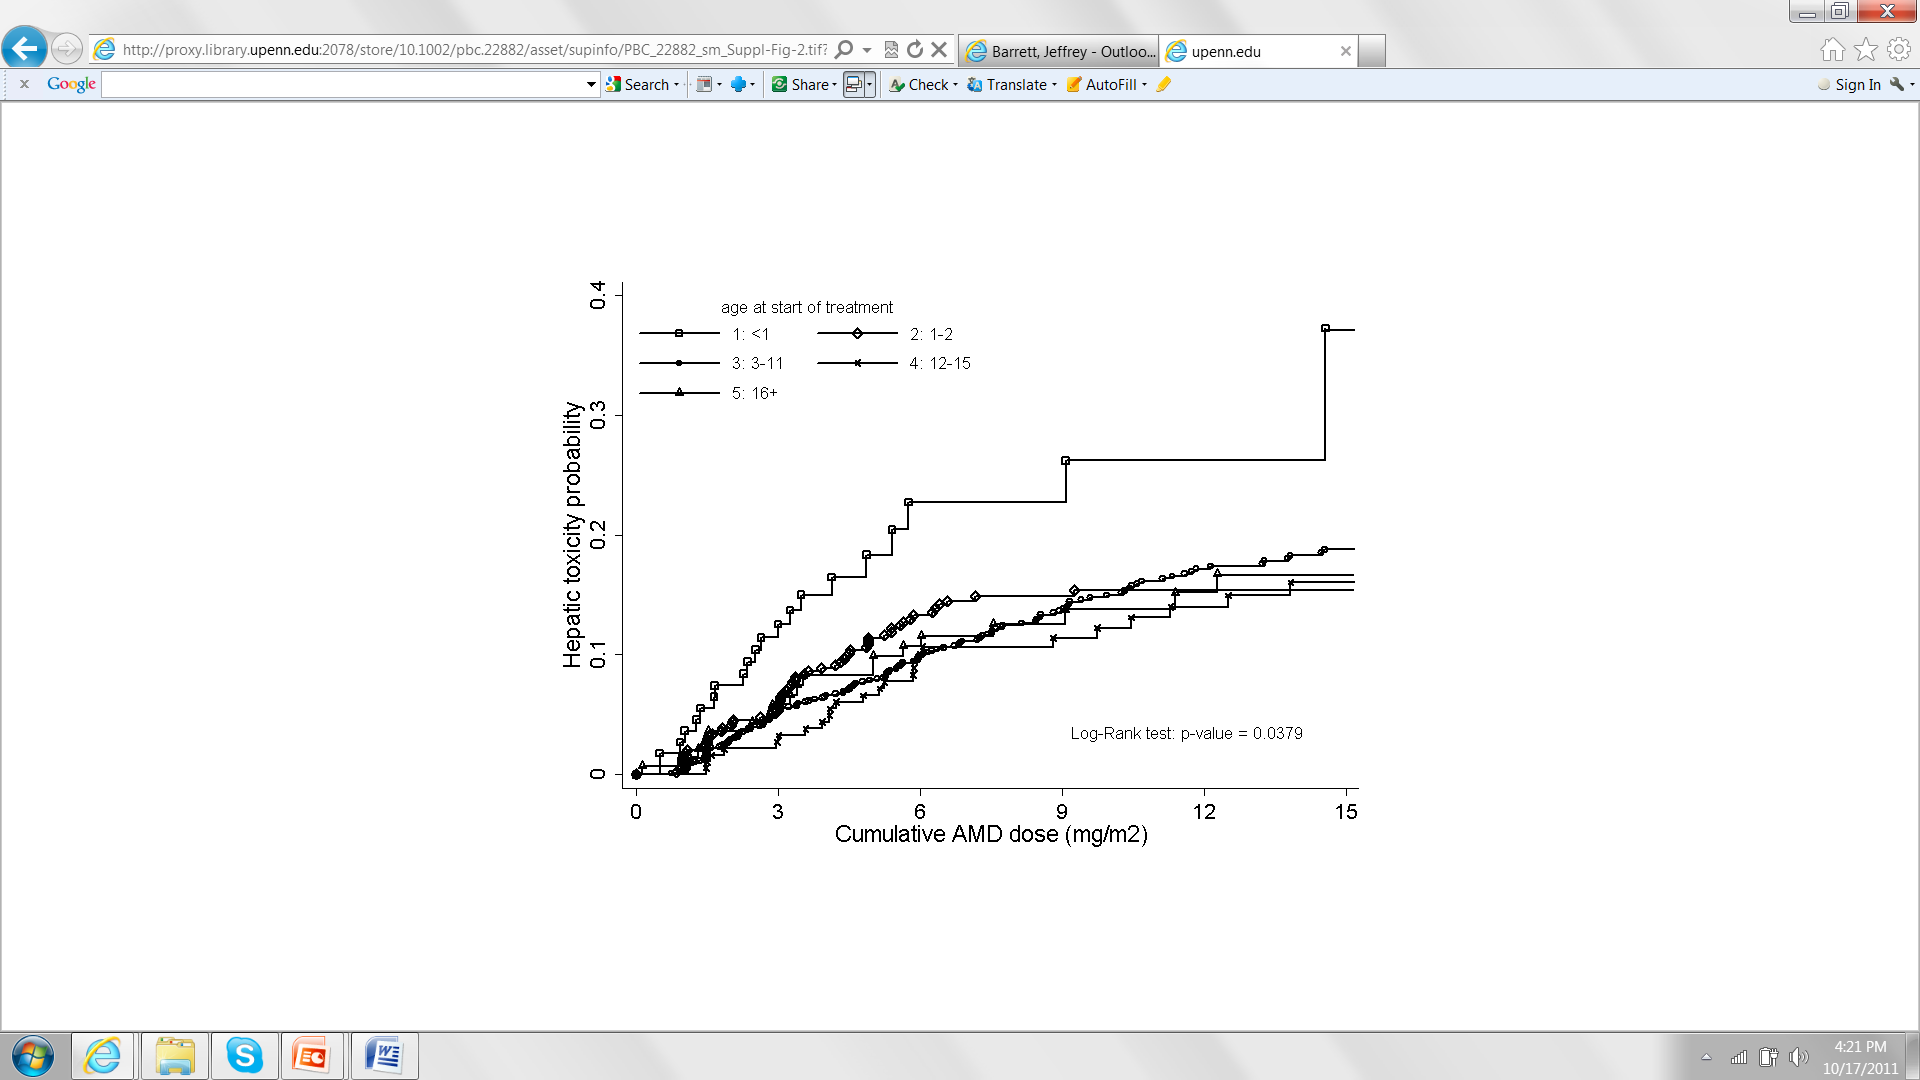 http://proxy.library.upenn.edu:2078/store/10.1002/pbc.22882/asset/supinfo/PBC_22882_sm_Suppl-Fig-2.tif?
Barrett, Jeffrey - Outloo...
upenn.edu
x Google Search Share Check Translate AutoFill Sign In
age at start of treatment
1: <1 2: 1-2
3: 3-11 4: 12-15
5: 16+
Hepatic toxicity probability
0.4
0.3
0.2
0.1
0
Log-Rank test: p-value = 0.0379
0 3 6 9 12 15
Cumulative AMD dose (mg/m2)
4:21 PM
10/17/2011